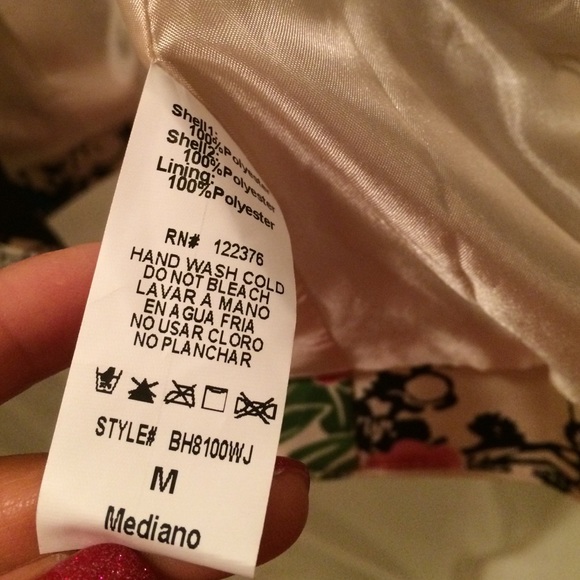 Shell1:
100%Polyester
Shell2:
100%Polyester
Lining:
100%Polyester
RN# 122376
HAND WASH COLD
DO NOT BLEACH
LAVAR A MANO
EN AGUA FRIA
NO USAR CLORO
NO PLANCHAR
STYLE# BH8100WJ
M
Mediano